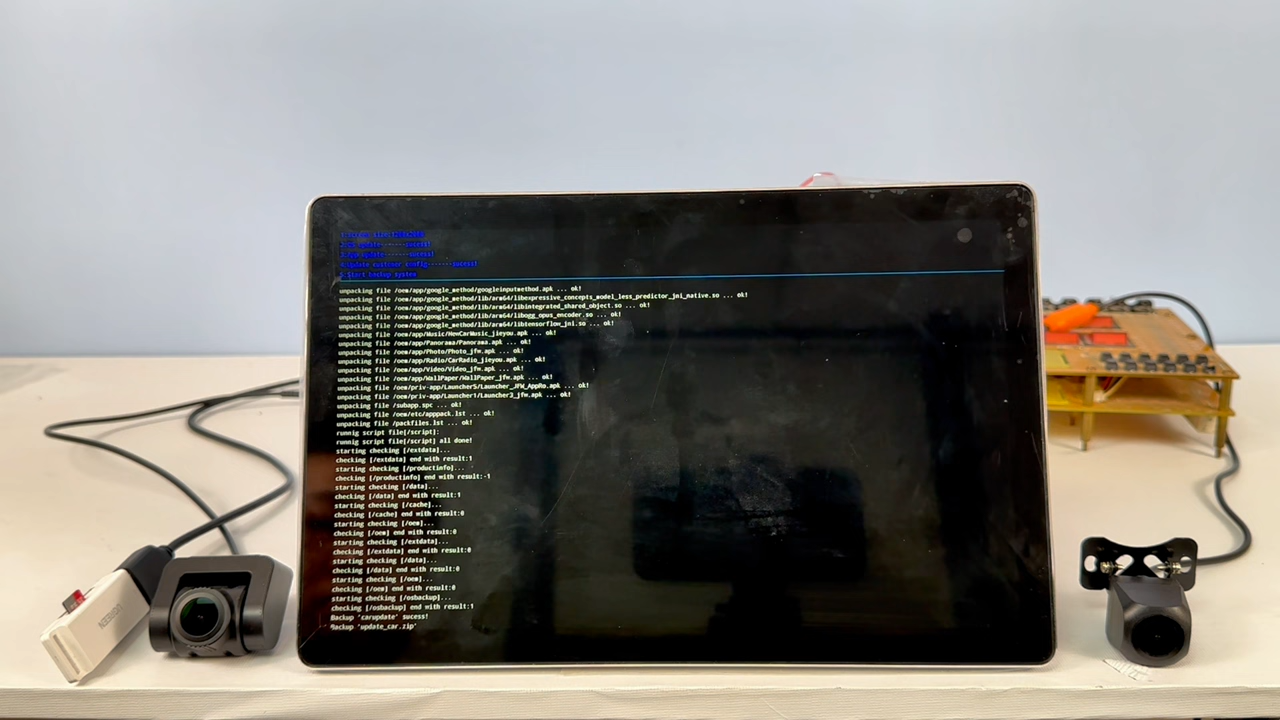 update customer config------sucess!
Start backup system
unpacking file /oem/app/google_method/googleinputmethod.apk ... ok!
unpacking file /oem/app/google_method/lib/arm64/libexpressive_concepts_model_less_predictor_jni_native.so ... ok!
unpacking file /oem/app/google_method/lib/arm64/libintegrated_shared_object.so ... ok!
unpacking file /oem/app/google_method/lib/arm64/libogg_opus_encoder.so ... ok!
unpacking file /oem/app/google_method/lib/arm64/libtensorflow_jni.so ... ok!
unpacking file /oem/app/Music/HewCarMusic_jieyou.apk ... ok!
unpacking file /oem/app/Panorama/Panorama.apk ... ok!
unpacking file /oem/app/Photo/Photo_jfw.apk ... ok!
unpacking file /oem/app/Radio/CarRadio_jieyou.apk ... ok!
unpacking file /oem/app/Video/Video_jfw.apk ... ok!
unpacking file /oem/app/WallPaper/WallPaper_jfw.apk ... ok!
unpacking file /oem/priv-app/Launcher5/Launcher_JFW_AppRo.apk ... ok!
unpacking file /oem/priv-app/Launcher1/Launcher3_jfw.apk ... ok!
unpacking file /subapp.spc ... ok!
unpacking file /oem/etc/apppack.lst ... ok!
unpacking file /packfiles.lst ... ok!
runnig script file[/script]:
runnig script file[/script] all done!
starting checking [/extdata]...
checking [/extdata] end with result:1
starting checking [/productinfo]...
checking [/productinfo] end with result:-1
starting checking [/data]...
checking [/data] end with result:1
starting checking [/cache]...
checking [/cache] end with result:0
starting checking [/oem]...
checking [/oem] end with result:0
starting checking [/extdata]...
checking [/extdata] end with result:0
starting checking [/data]...
checking [/data] end with result:0
starting checking [/oem]...
checking [/oem] end with result:0
starting checking [/osbackup]...
checking [/osbackup] end with result:1
Backup 'carupdate' sucess!
Backup 'update_car.zip'
UGREEN